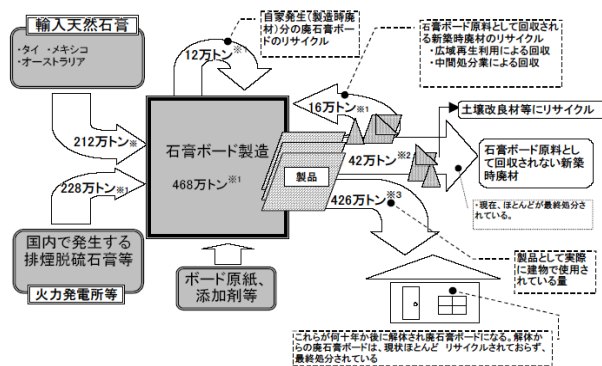 輸入天然石膏
・タイ ・メキシコ
・オーストラリア
212万トン※
228万トン※1
国内で発生する
排煙脱硫石膏等
火力発電所等
12万トン※
自家発生(製造時廃
材)分の廃石膏ボード
のリサイクル
石膏ボード製造
468万トン※1
ボード原紙、
添加剤等
石膏ボード原料として回収さ
れる新築時廃材のリサイクル
・広域再生利用による回収
・中間処分業による回収
16万トン※1
製品
42万トン※2
426万トン※3
土壌改良材等にリサイクル
石膏ボード原料とし
て回収されない新築
時廃材
・現在、ほとんどが最終処分さ
れている。
製品として実際
に建物で使用さ
れている量
これらが何十年か後に解体され廃石膏ボードになる。解体か
らの廃石膏ボードは、現状ほとんど リサイクルされておらず、
最終処分されている